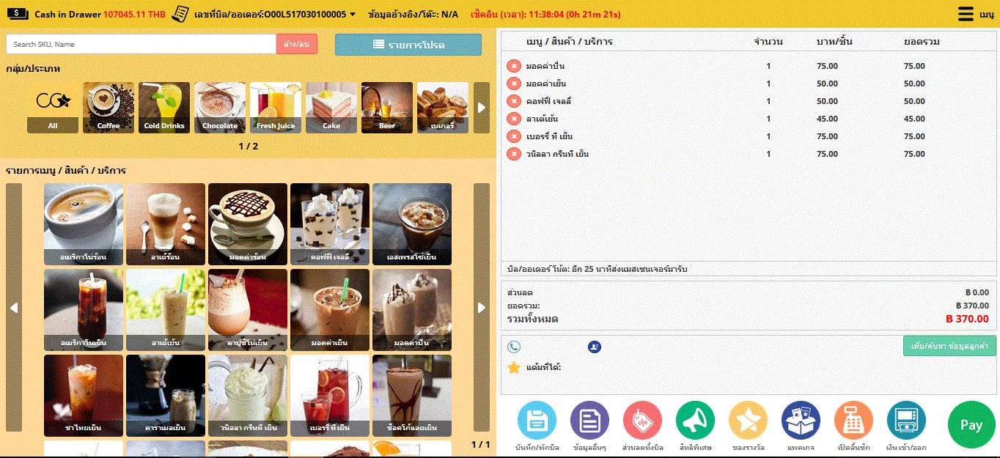 Cash in Drawer 107045.11 THB เลขที่บิล/ออเดอร์:O00L517030100005 ข้อมูลอ้างอิง/โต๊ะ: N/A เช็คอิน (เวลา): 11:38:04 (0h 21m 21s) เมนู
Search SKU, Name ล้าง/ลบ รายการโปรด
กลุ่ม/ประเภท
All Coffee Cold Drinks Chocolate Fresh Juice Cake Beer เบเกอรี่
1 / 2
รายการเมนู / สินค้า / บริการ
อเมริกาโน่ร้อน ลาเต้ร้อน มอคค่าร้อน คอฟฟี่ เจลลี่ เอสเพรสโซ่เย็น
อเมริกาโนเย็น ลาเต้เย็น คาปูชิโน่เย็น มอคค่าเย็น มอคค่าปั่น
ชาไทยเย็น คาราเมลเย็น วนิลลา กรีนที เย็น เบอรรี่ ที เย็น ช็อคโก้แลตเย็น
1 / 1
เมนู / สินค้า / บริการ จำนวน บาท/ชิ้น ยอดรวม
มอคค่าปั่น 1 75.00 75.00
มอคค่าเย็น 1 50.00 50.00
คอฟฟี่ เจลลี่ 1 50.00 50.00
ลาเต้เย็น 1 45.00 45.00
เบอรรี่ ที เย็น 1 75.00 75.00
วนิลลา กรีนที เย็น 1 75.00 75.00
บิล/ออเดอร์ โน้ต: อีก 25 นาทีส่งแมสเซนเจอร์มารับ
ส่วนลด ฿ 0.00
ยอดรวม: ฿ 370.00
รวมทั้งหมด ฿ 370.00
เพิ่ม/ค้นหา ข้อมูลลูกค้า
แต้มที่ได้:
บันทึก/พักบิล ข้อมูลอื่นๆ ส่วนลดทั้งบิล สิทธิพิเศษ ของรางวัล แพคเกจ เปิดลิ้นชัก เงิน เข้า/ออก Pay